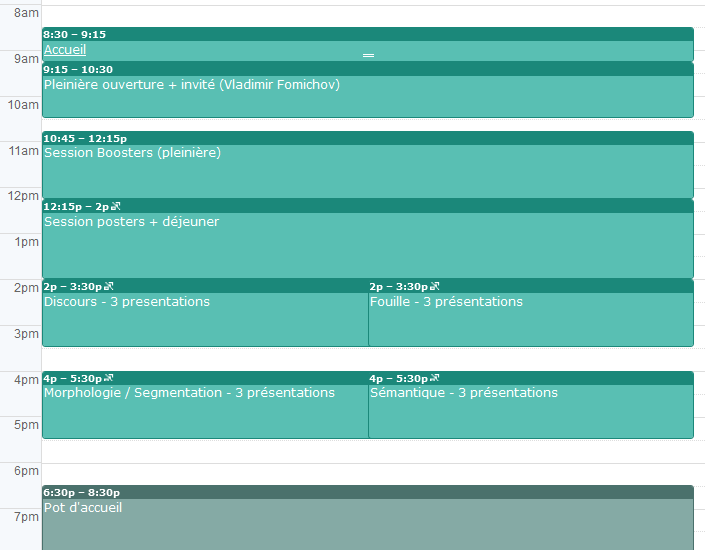 8am
8:30 – 9:15
Accueil
9am
9:15 – 10:30
Pleinière ouverture + invité (Vladimir Fomichov)
10am
10:45 – 12:15p
11am
Session Boosters (pleinière)
12pm
12:15p – 2p
Session posters + déjeuner
1pm
2pm
2p – 3:30p
Discours - 3 presentations
2p – 3:30p
Fouille - 3 présentations
3pm
4pm
4p – 5:30p
Morphologie / Segmentation - 3 présentations
4p – 5:30p
Sémantique - 3 présentations
5pm
6pm
6:30p – 8:30p
Pot d'accueil
7pm